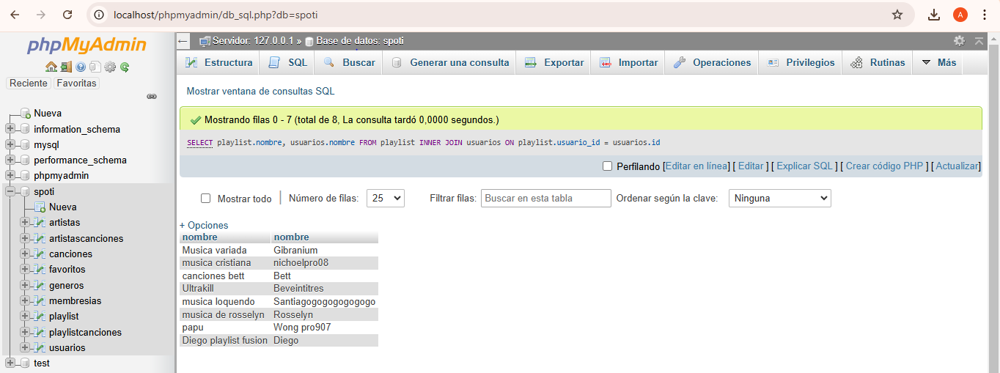 localhost/phpmyadmin/db_sql.php?db=spoti
A
phpMyAdmin
Reciente Favoritas
Nueva
information_schema
mysql
performance_schema
phpmyadmin
spoti
Nueva
artistas
artistascanciones
canciones
favoritos
generos
membresias
playlist
playlistcanciones
usuarios
test
Servidor: 127.0.0.1 » Base de datos: spoti
Estructura SQL Buscar Generar una consulta Exportar Importar Operaciones Privilegios Rutinas Más
Mostrar ventana de consultas SQL
Mostrando filas 0 - 7 (total de 8, La consulta tardó 0,0000 segundos.)
SELECT playlist.nombre, usuarios.nombre FROM playlist INNER JOIN usuarios ON playlist.usuario_id = usuarios.id
Perfilando [Editar en línea] [ Editar ] [ Explicar SQL ] [ Crear código PHP ] [ Actualizar]
Mostrar todo | Número de filas: 25 Filtrar filas: Buscar en esta tabla Ordenar según la clave: Ninguna
+ Opciones
nombre nombre
Musica variada Gibranium
musica cristiana nichoelpro08
canciones bett Bett
Ultrakill Beveintitres
musica loquendo Santiagogogogogogogo
musica de rosselyn Rosselyn
papu Wong pro907
Diego playlist fusion Diego